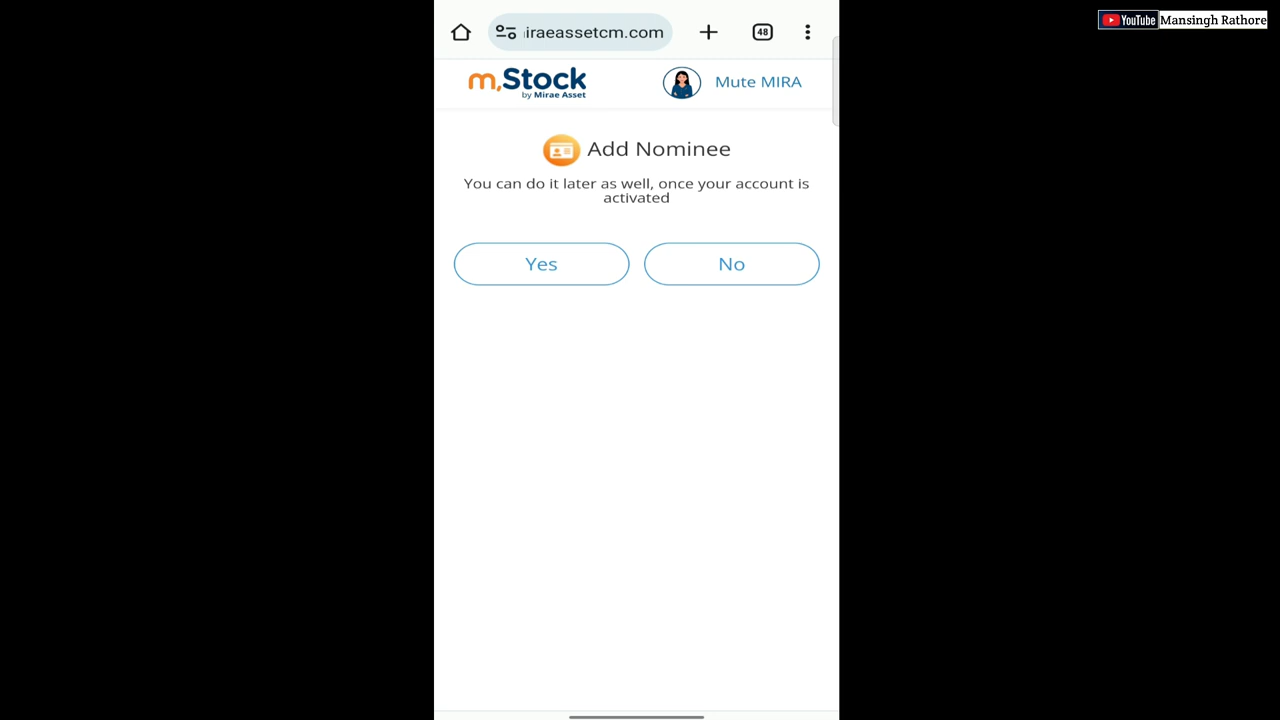 YouTube Mansingh Rathore
iraeassetcm.com
48
m.Stock
by Mirae Asset
Mute MIRA
Add Nominee
You can do it later as well, once your account is
activated
Yes No